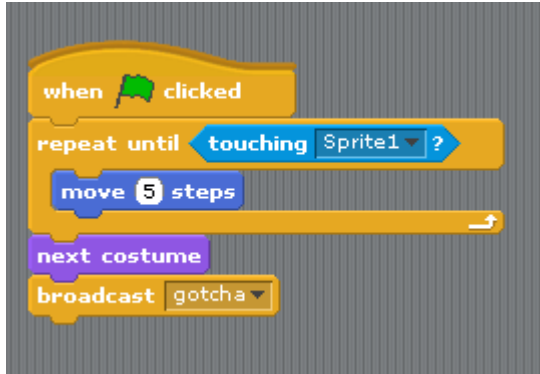 when clicked
repeat until touching Sprite1 ?
move 5 steps
next costume
broadcast gotcha